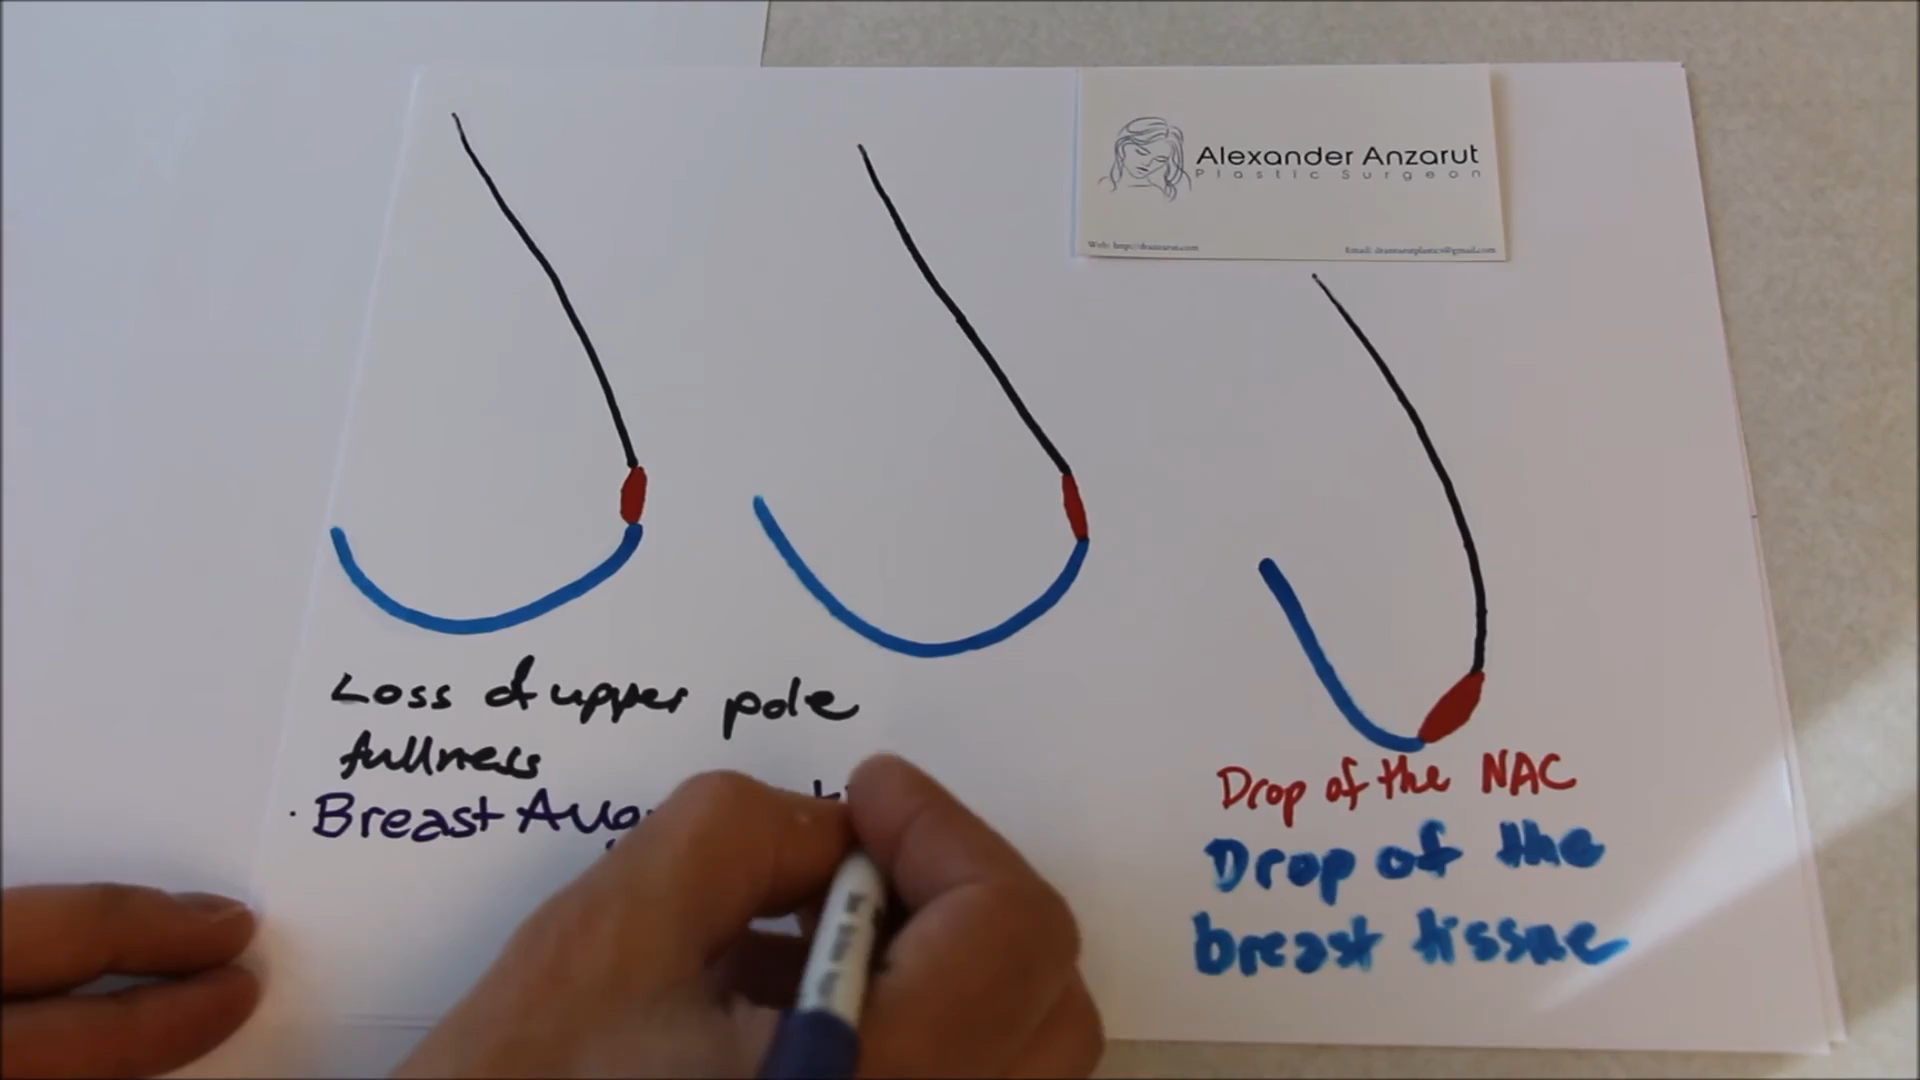 Alexander Anzarut
Plastic Surgeon
Loss of upper pole
fullness
· Breast
Drop of the NAC
Drop of the
breast tissue